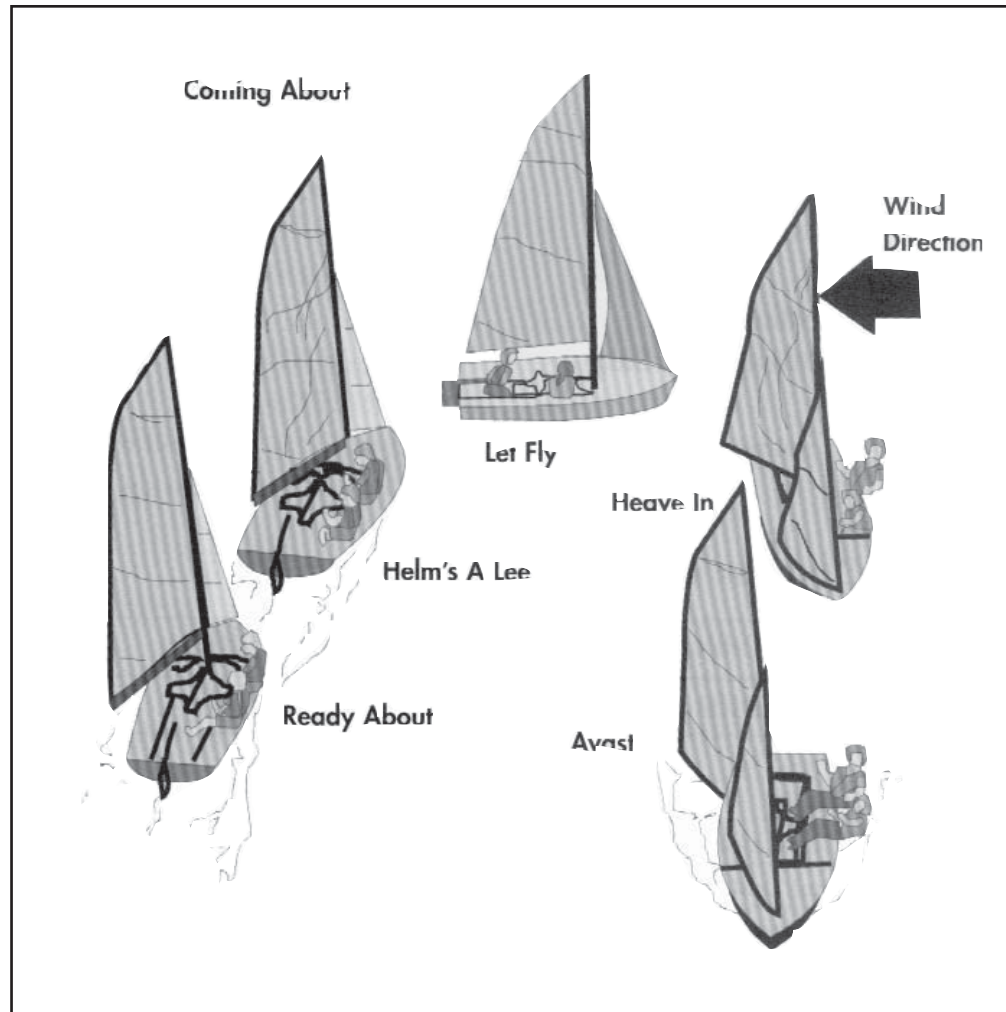 Coming About
Wind
Direction
Let Fly
Heave In
Helm's A Lee
Ready About
Avast